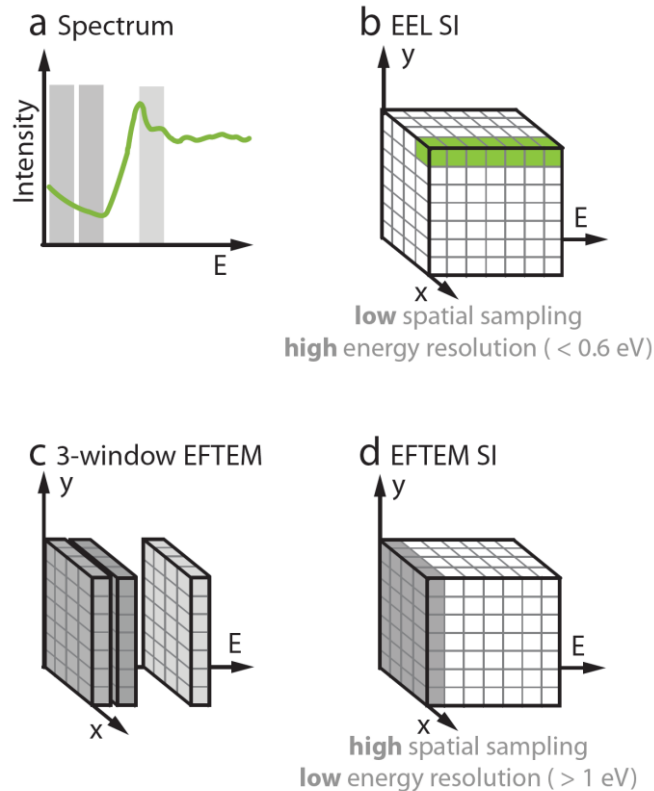 a Spectrum
Intensity
E
b EEL SI
y
E
x
low spatial sampling
high energy resolution ( < 0.6 eV)
c 3-window EFTEM
y
E
x
d EFTEM SI
y
E
x
high spatial sampling
low energy resolution ( > 1 eV)